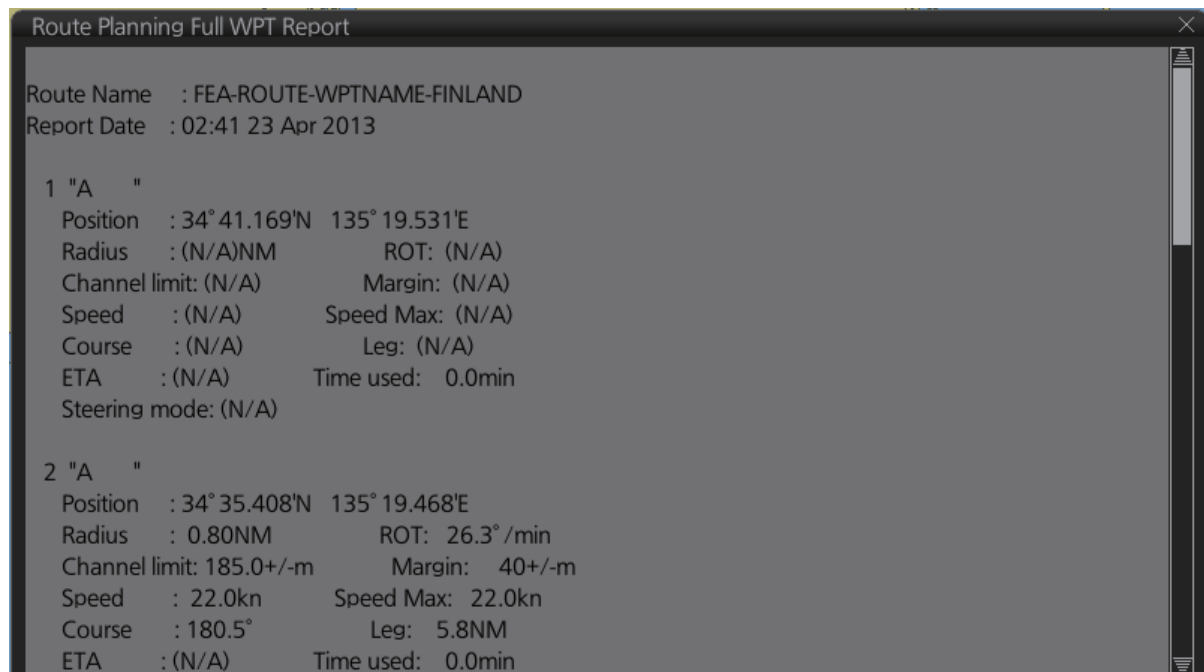 Route Planning Full WPT Report
Route Name : FEA-ROUTE-WPTNAME-FINLAND
Report Date : 02:41 23 Apr 2013
1 "A "
Position : 34°41.169'N 135°19.531'E
Radius : (N/A)NM ROT: (N/A)
Channel limit: (N/A) Margin: (N/A)
Speed : (N/A) Speed Max: (N/A)
Course : (N/A) Leg: (N/A)
ETA : (N/A) Time used: 0.0min
Steering mode: (N/A)
2 "A "
Position : 34°35.408'N 135°19.468'E
Radius : 0.80NM ROT: 26.3°/min
Channel limit: 185.0+/-m Margin: 40+/-m
Speed : 22.0kn Speed Max: 22.0kn
Course : 180.5° Leg: 5.8NM
ETA : (N/A) Time used: 0.0min